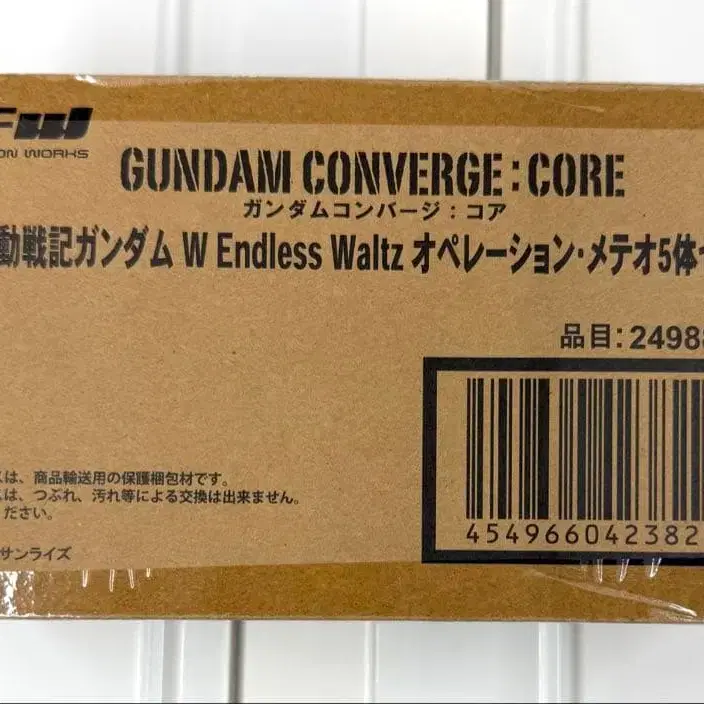 FW
ON WORKS
GUNDAM CONVERGE:CORE
ガンダムコンバージ:コア
動戦記ガンダム W Endless Waltz オペレーション・メテオ5体
品目:2498
は、商品輸送用の保護梱包材です。
は、つぶれ、汚れ等による交換は出来ません。
ださい。
サンライズ
454966042382